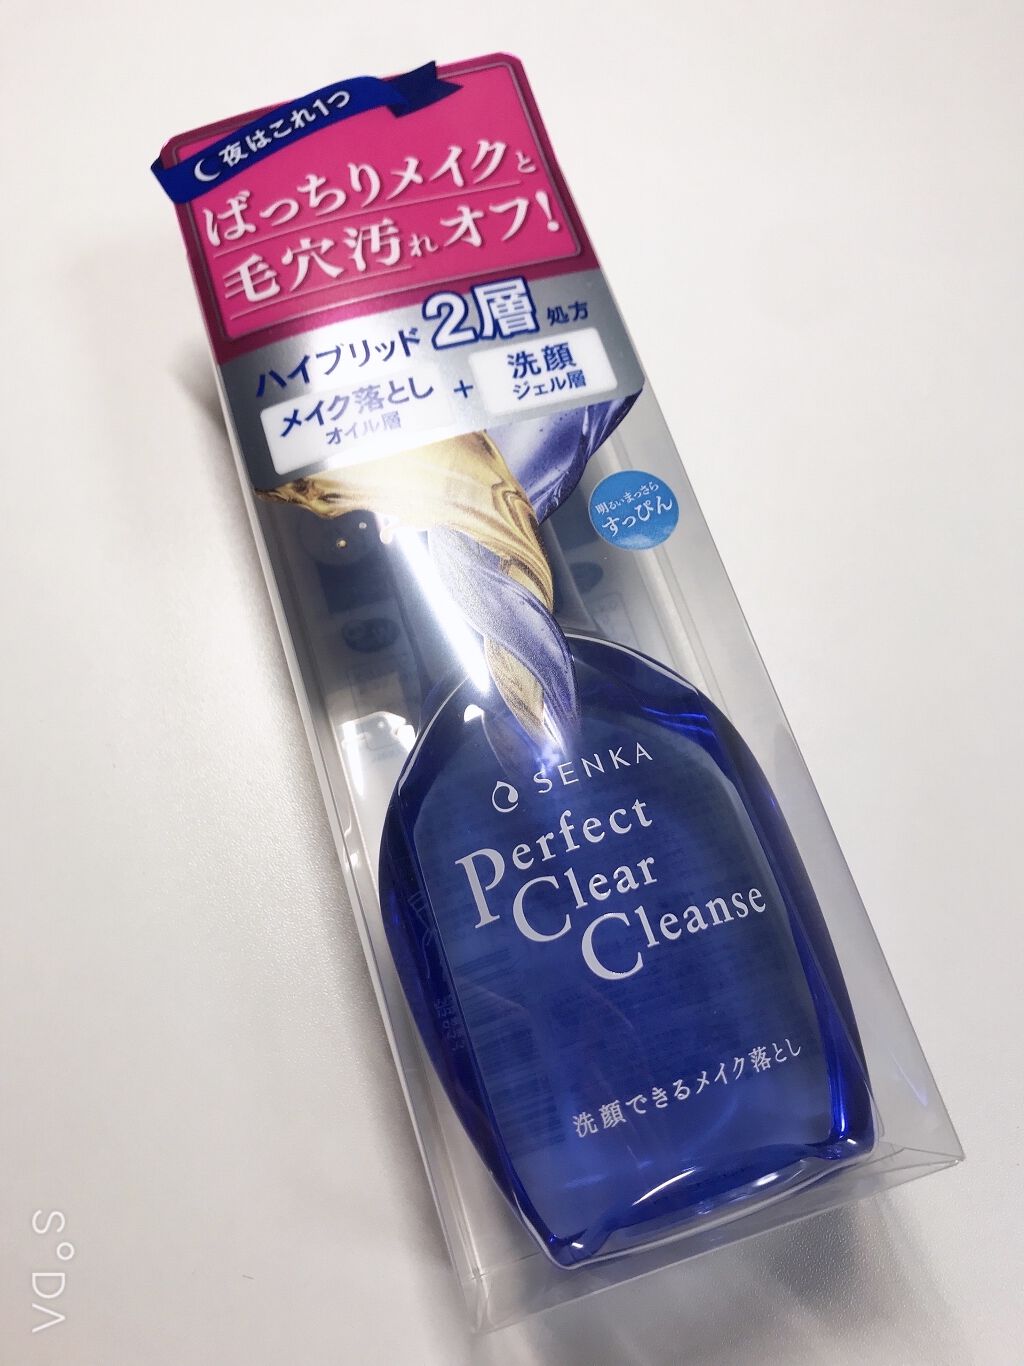 夜はこれ1つ
ばっちりメイクと
毛穴汚れオフ!
ハイブリッド2層処方
メイク落とし
オイル層
+
洗顔
ジェル層
明るいまっさら
すっぴん
SENKA
Perfect
Clear
Cleanse
洗顔できるメイク落とし
SODA